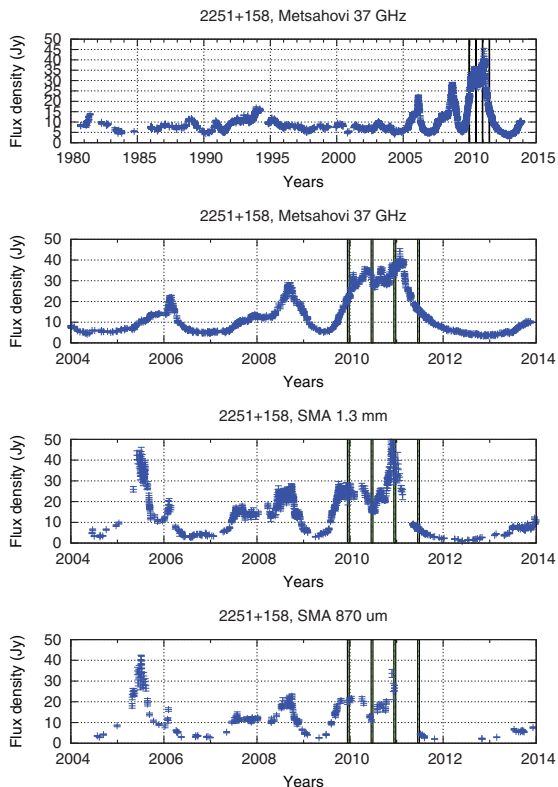 2251+158, Metsahovi 37 GHz
Flux density (Jy)
50
45
40
35
30
25
20
15
10
5
0
1980 1985 1990 1995 2000 2005 2010 2015
Years
2251+158, Metsahovi 37 GHz
Flux density (Jy)
50
40
30
20
10
0
2004 2006 2008 2010 2012 2014
Years
2251+158, SMA 1.3 mm
Flux density (Jy)
50
40
30
20
10
0
2004 2006 2008 2010 2012 2014
Years
2251+158, SMA 870 um
Flux density (Jy)
50
40
30
20
10
0
2004 2006 2008 2010 2012 2014
Years